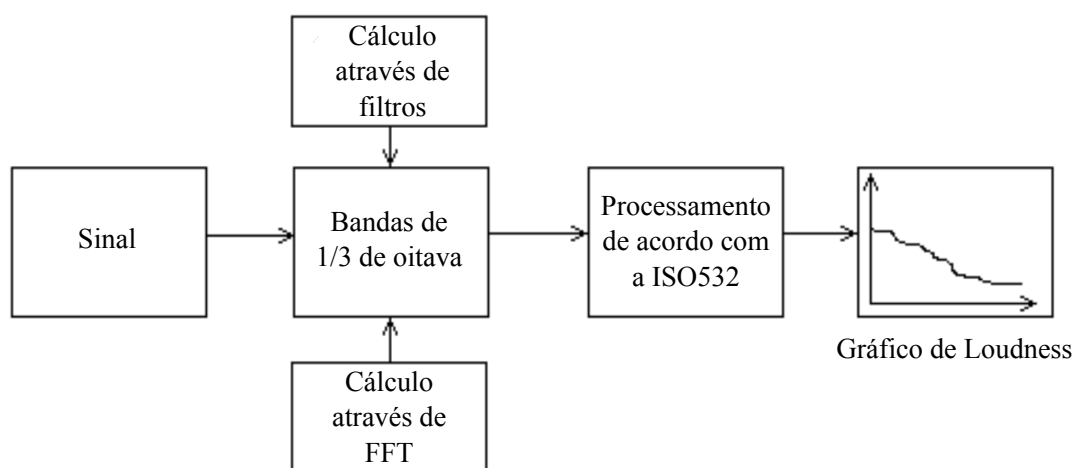 Cálculo
através de
filtros
Sinal
Bandas de
1/3 de oitava
Processamento
de acordo com
a ISO532
Gráfico de Loudness
Cálculo
através de
FFT